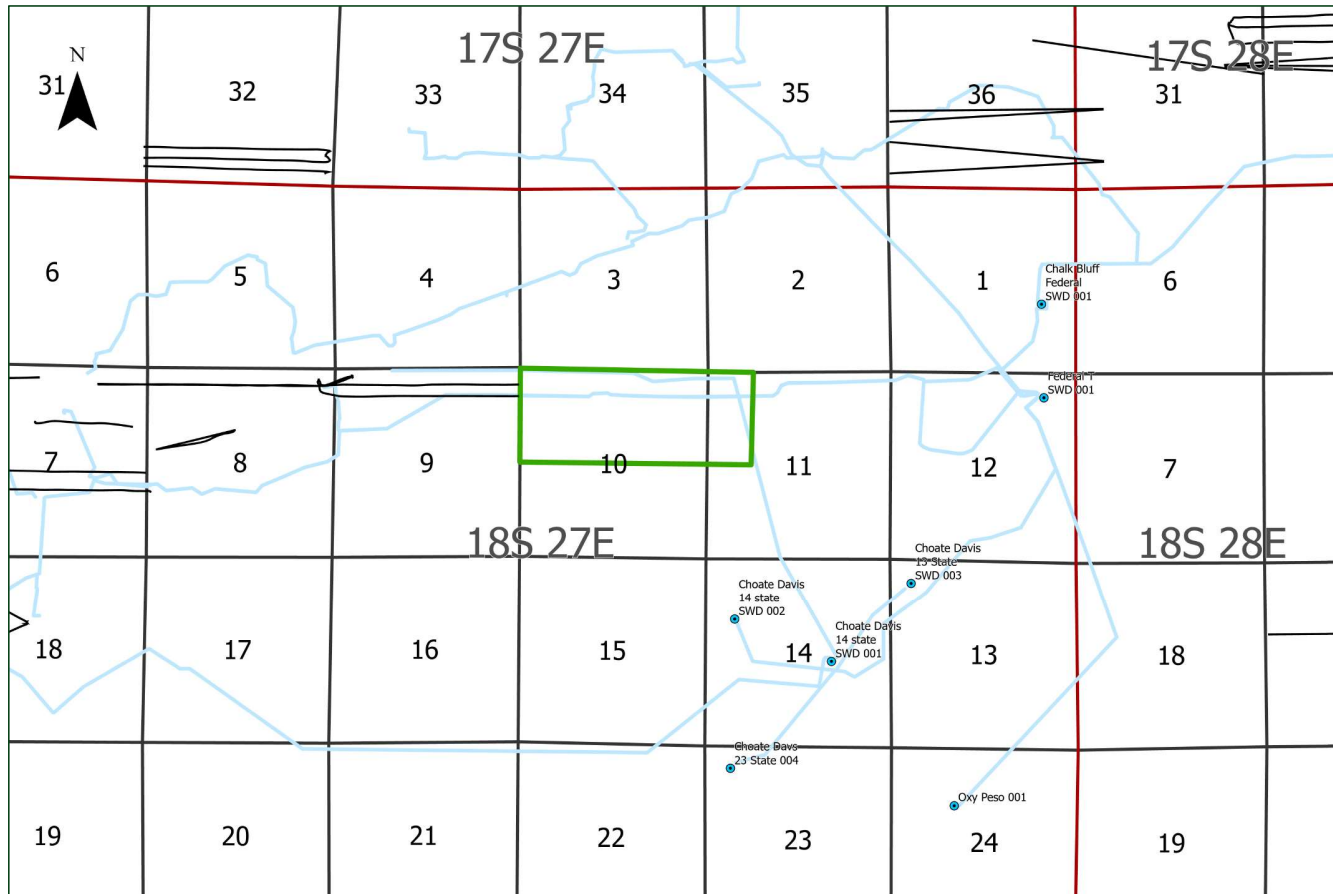 17S 27E
17S 28E
N
31
32
33
34
35
36
31
6
5
4
3
2
1
6
Chalk Bluff
Federal
SWD 001
Federal T
SWD 001
7
8
9
10
11
12
7
18S 27E
18S 28E
Choate Davis
13 State
SWD 003
Choate Davis
14 state
SWD 002
Choate Davis
14 state
SWD 001
18
17
16
15
14
13
18
Choate Davs
23 State 004
Oxy Peso 001
19
20
21
22
23
24
19